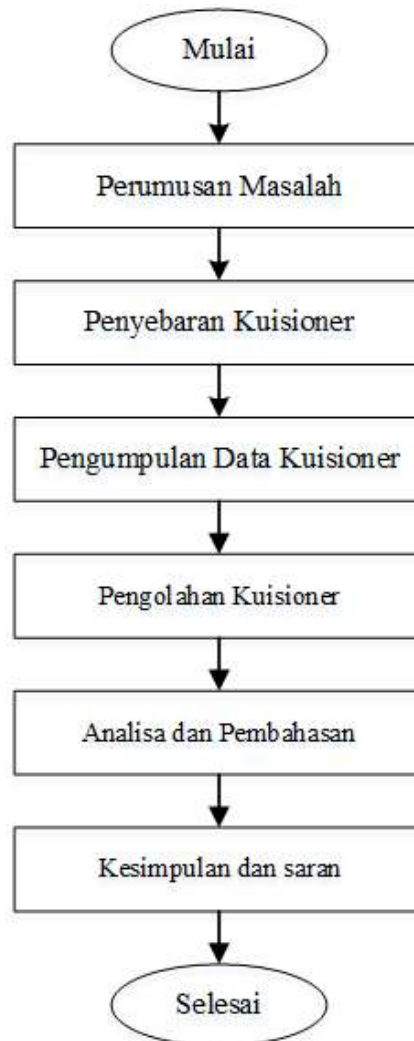 Mulai
Perumusan Masalah
Penyebaran Kuisioner
Pengumpulan Data Kuisioner
Pengolahan Kuisioner
Analisa dan Pembahasan
Kesimpulan dan saran
Selesai